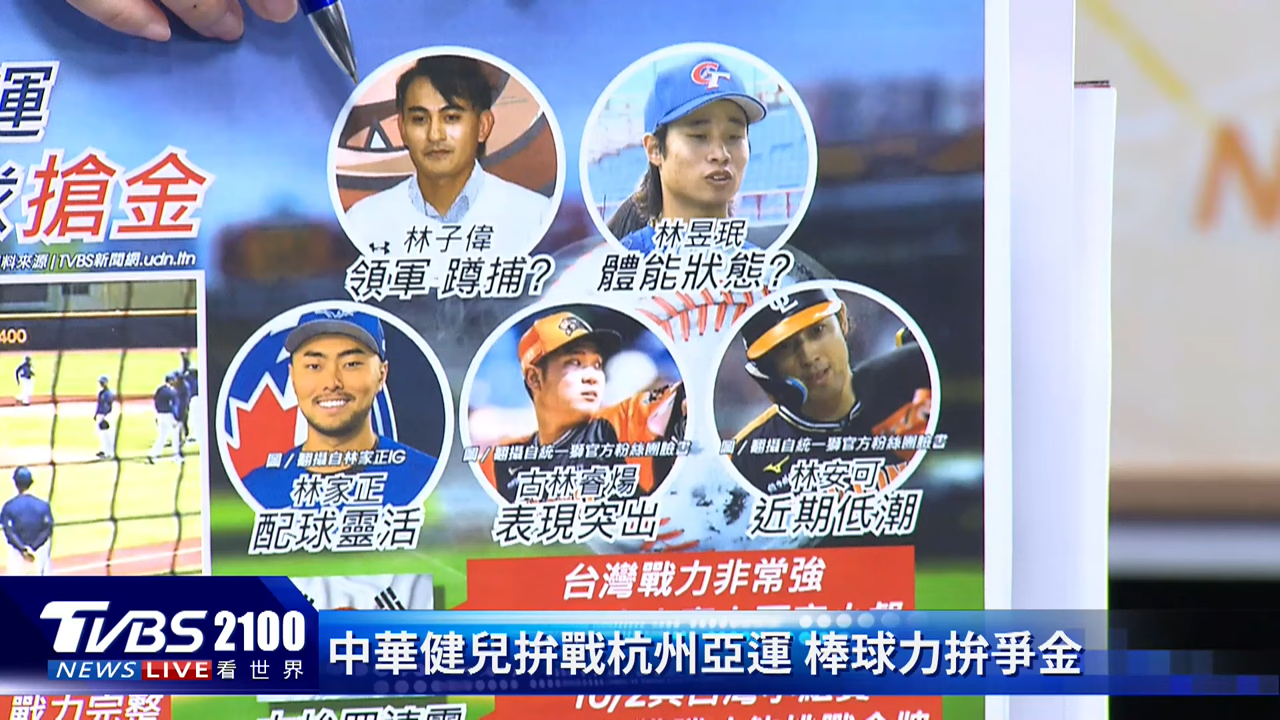 運
搶金
料來源|TVBS新聞網.udn.ltn
400
林子偉
領軍 蹲捕?
CT
林昱珉
體能狀態?
圖/翻攝自林家正IG
林家正
配球靈活
圖/翻攝自統一獅官方粉絲團臉書
古林睿煬
表現突出
圖/翻攝自統一獅官方粉絲團臉書
林安可
近期低潮
台灣戰力非常強
TVBS 2100
NEWS LIVE 看世界
中華健兒拚戰杭州亞運 棒球力拚爭金
戰力完整
N